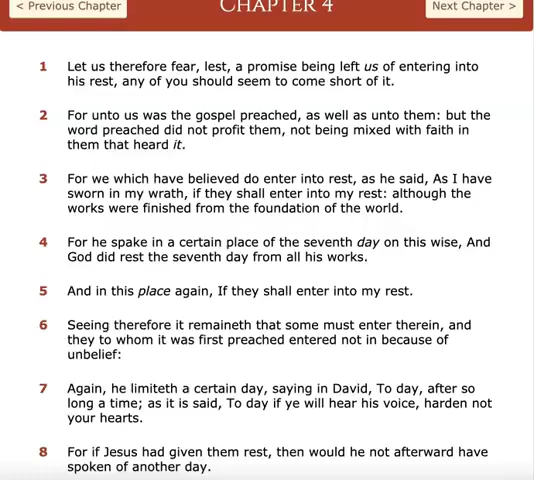 < Previous Chapter
CHAPTER 4
Next Chapter >
1 Let us therefore fear, lest, a promise being left us of entering into
his rest, any of you should seem to come short of it.
2 For unto us was the gospel preached, as well as unto them: but the
word preached did not profit them, not being mixed with faith in
them that heard it.
3 For we which have believed do enter into rest, as he said, As I have
sworn in my wrath, if they shall enter into my rest: although the
works were finished from the foundation of the world.
4 For he spake in a certain place of the seventh day on this wise, And
God did rest the seventh day from all his works.
5 And in this place again, If they shall enter into my rest.
6 Seeing therefore it remaineth that some must enter therein, and
they to whom it was first preached entered not in because of
unbelief:
7 Again, he limiteth a certain day, saying in David, To day, after so
long a time; as it is said, To day if ye will hear his voice, harden not
your hearts.
8 For if Jesus had given them rest, then would he not afterward have
spoken of another day.